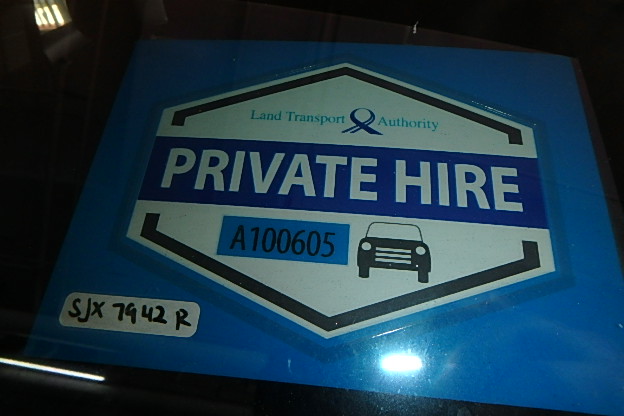 Land Transport Authority
PRIVATE HIRE
A100605
SJX 7942 R